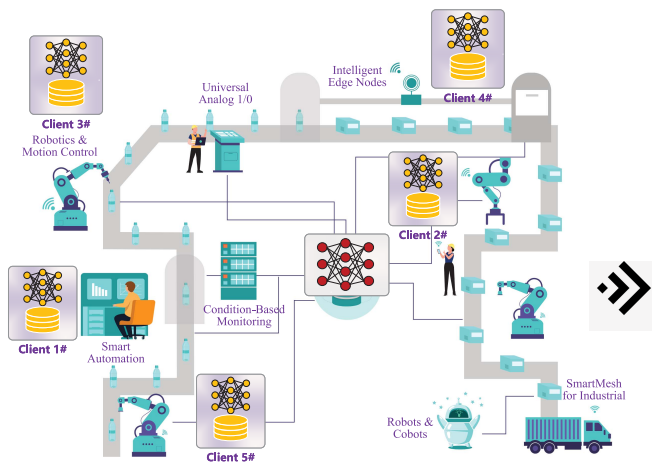 Client 3#
Robotics &
Motion Control
Universal
Analog 1/0
Intelligent
Edge Nodes
Client 4#
Client 2#
Client 1#
Smart
Automation
Condition-Based
Monitoring
Client 5#
Robots &
Cobots
SmartMesh
for Industrial